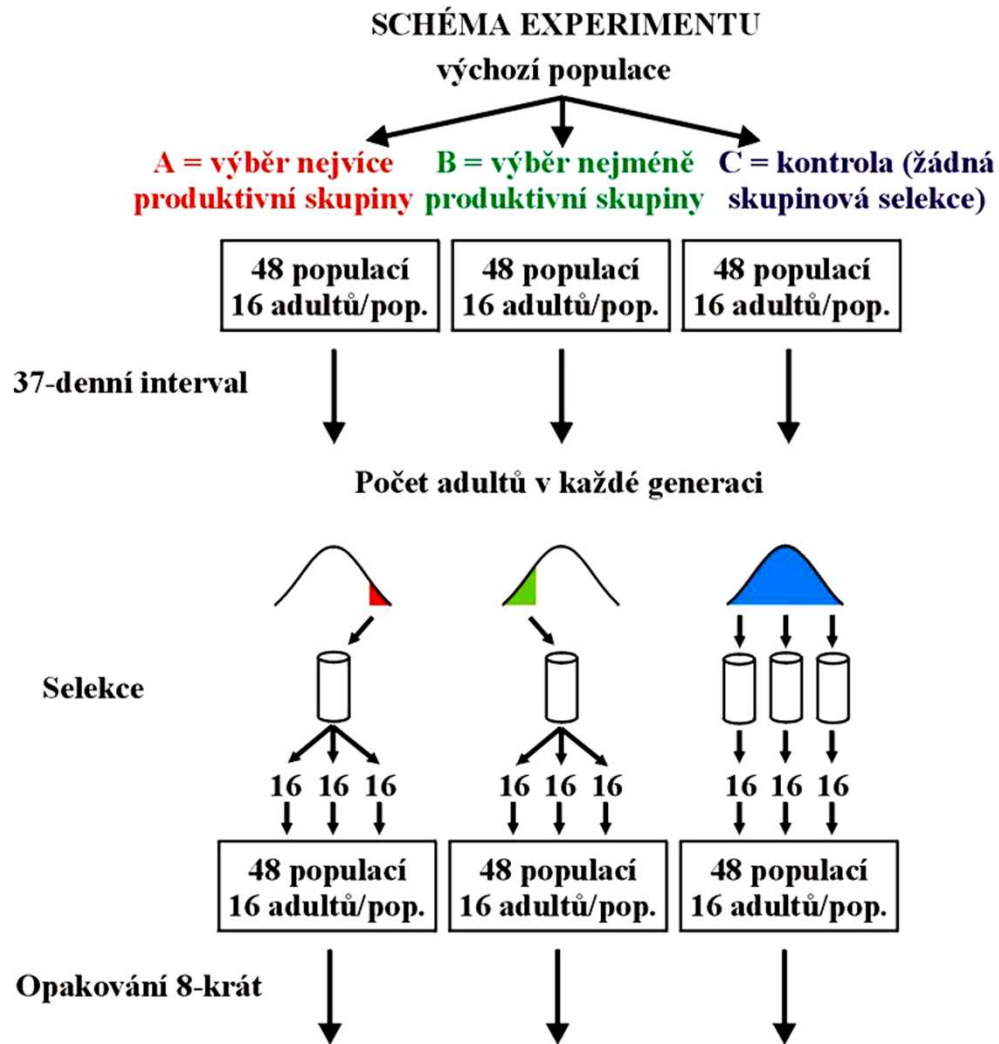 SCHÉMA EXPERIMENTU
výchozí populace
A = výběr nejvíce
produktivní skupiny
B = výběr nejméně
produktivní skupiny
C = kontrola (žádná
skupinová selekce)
48 populací
16 adultů/pop.
48 populací
16 adultů/pop.
48 populací
16 adultů/pop.
37-denní interval
Počet adultů v každé generaci
Selekce
16 16 16
16 16 16
16 16 16
48 populací
16 adultů/pop.
48 populací
16 adultů/pop.
48 populací
16 adultů/pop.
Opakování 8-krát